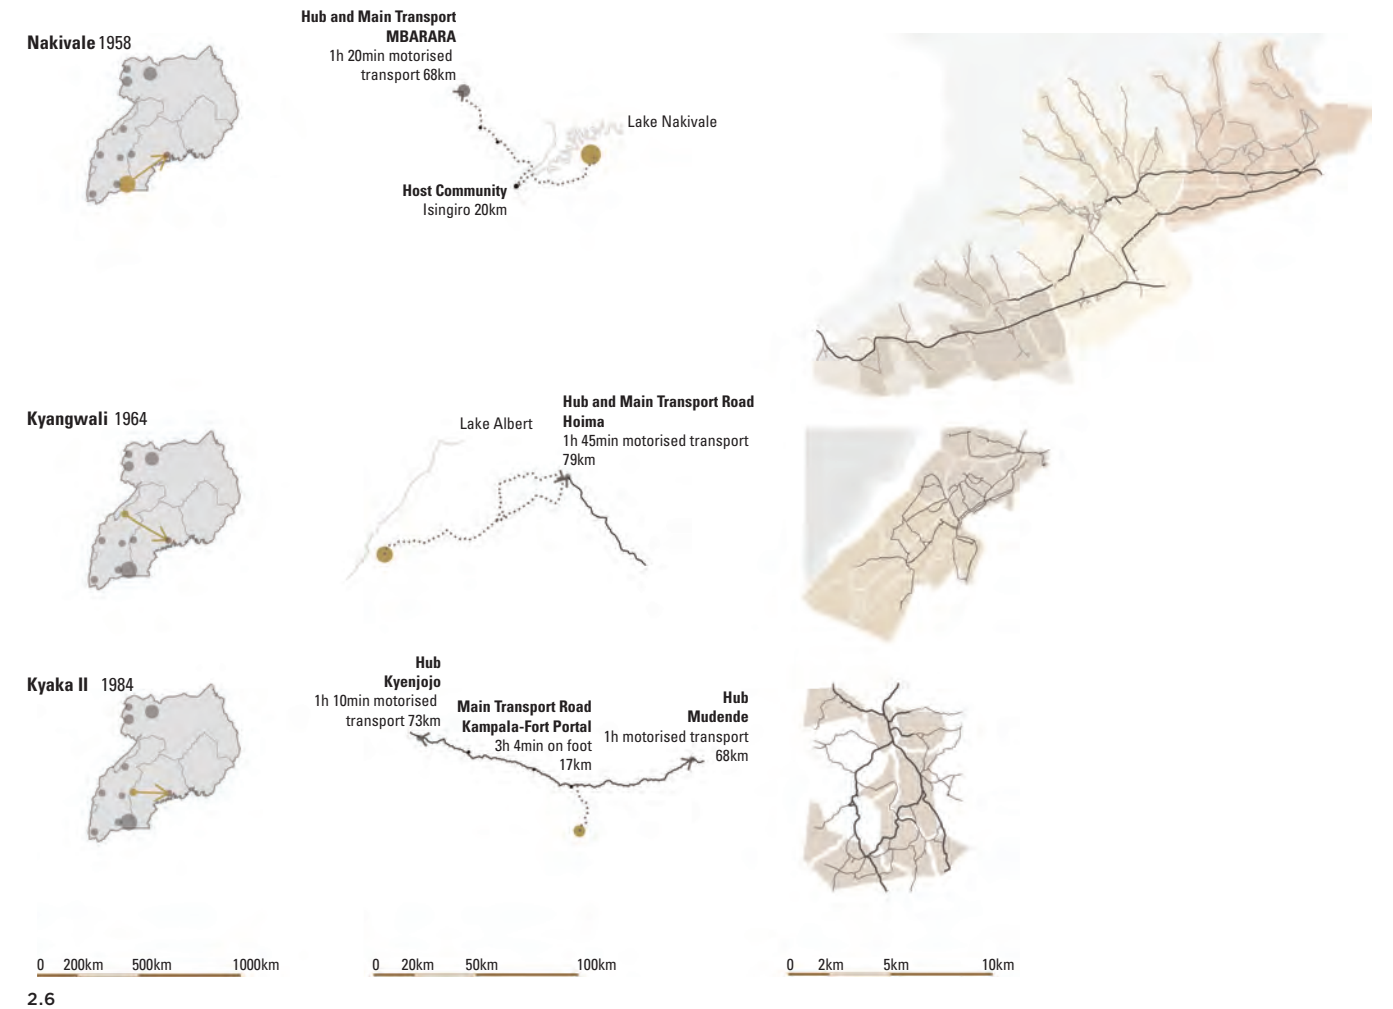 Nakivale 1958
Hub and Main Transport
MBARARA
1h 20min motorised
transport 68km
Lake Nakivale
Host Community
Isingiro 20km
Kyangwali 1964
Lake Albert
Hub and Main Transport Road
Hoima
1h 45min motorised transport
79km
Kyaka II 1984
Hub
Kyenjojo
1h 10min motorised
transport 73km
Main Transport Road
Kampala-Fort Portal
3h 4min on foot
17km
Hub
Mudende
1h motorised transport
68km
0 200km 500km 1000km
0 20km 50km 100km
0 2km 5km 10km
2.6